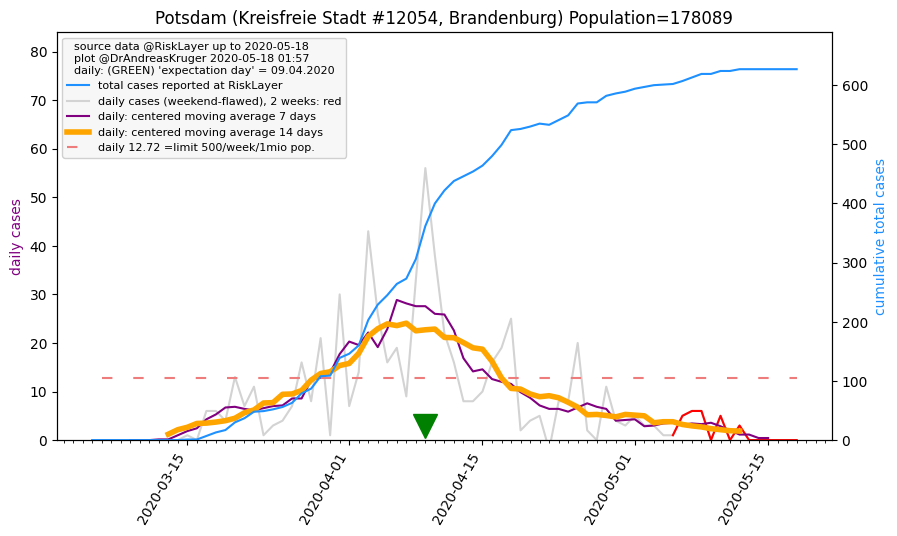 Potsdam (Kreisfreie Stadt #12054, Brandenburg) Population=178089
source data @RiskLayer up to 2020-05-18
plot @DrAndreasKruger 2020-05-18 01:57
daily: (GREEN) 'expectation day' = 09.04.2020
total cases reported at RiskLayer
daily cases (weekend-flawed), 2 weeks: red
daily: centered moving average 7 days
daily: centered moving average 14 days
daily 12.72 =limit 500/week/1mio pop.
daily cases
80
70
60
50
40
30
20
10
0
cumulative total cases
600
500
400
300
200
100
0
2020-03-15
2020-04-01
2020-04-15
2020-05-01
2020-05-15